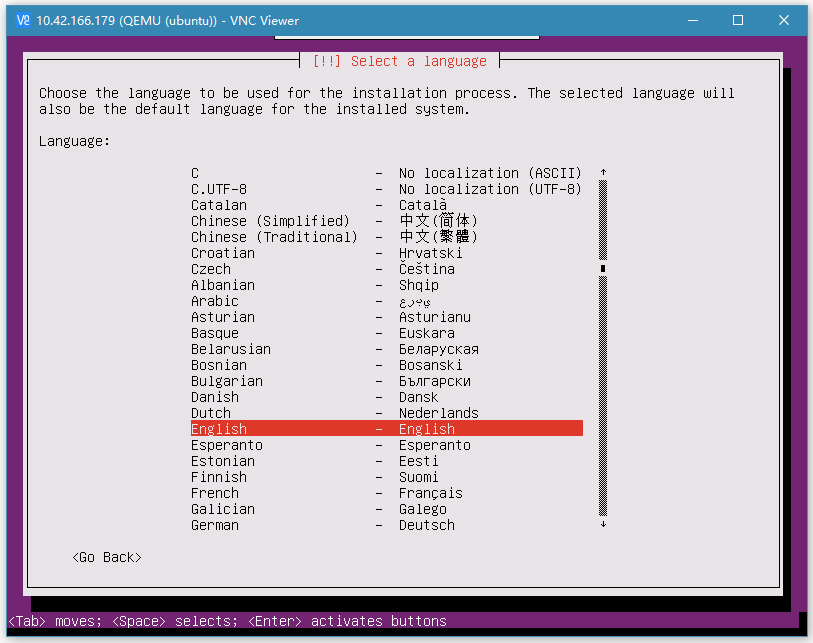 10.42.166.179 (QEMU (ubuntu)) - VNC Viewer
[!!] Select a language
Choose the language to be used for the installation process. The selected language will
also be the default language for the installed system.
Language:
C - No localization (ASCII)
C.UTF-8 - No localization (UTF-8)
Catalan - Català
Chinese (Simplified) - 中文(简体)
Chinese (Traditional) - 中文(繁體)
Croatian - Hrvatski
Czech - Čeština
Albanian - Shqip
Arabic - عربي
Asturian - Asturianu
Basque - Euskara
Belarusian - Беларуская
Bosnian - Bosanski
Bulgarian - Български
Danish - Dansk
Dutch - Nederlands
English - English
Esperanto - Esperanto
Estonian - Eesti
Finnish - Suomi
French - Français
Galician - Galego
German - Deutsch
<Go Back>
<Tab> moves; <Space> selects; <Enter> activates buttons